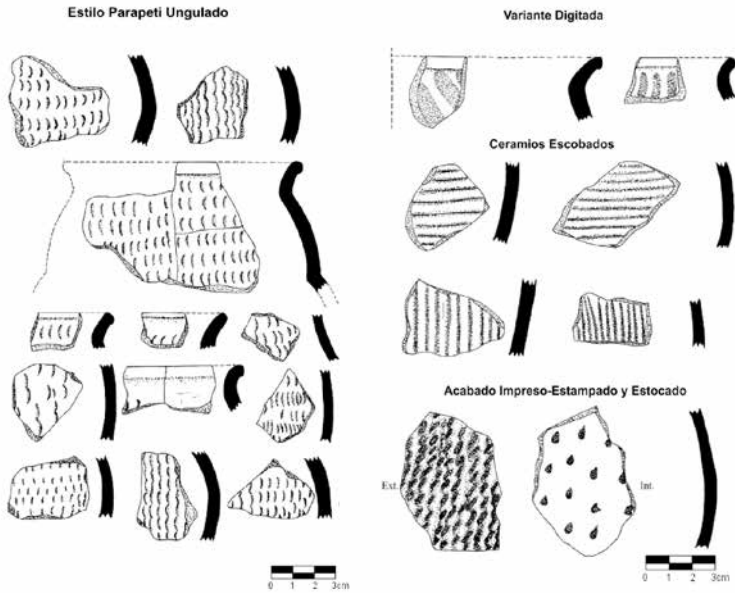 Estilo Parapeti Ungulado
Variante Digitada
Ceramios Escobados
Acabado Impreso-Estampado y Estocado
Ext.
Int.
0 1 2 3cm
0 1 2 3cm